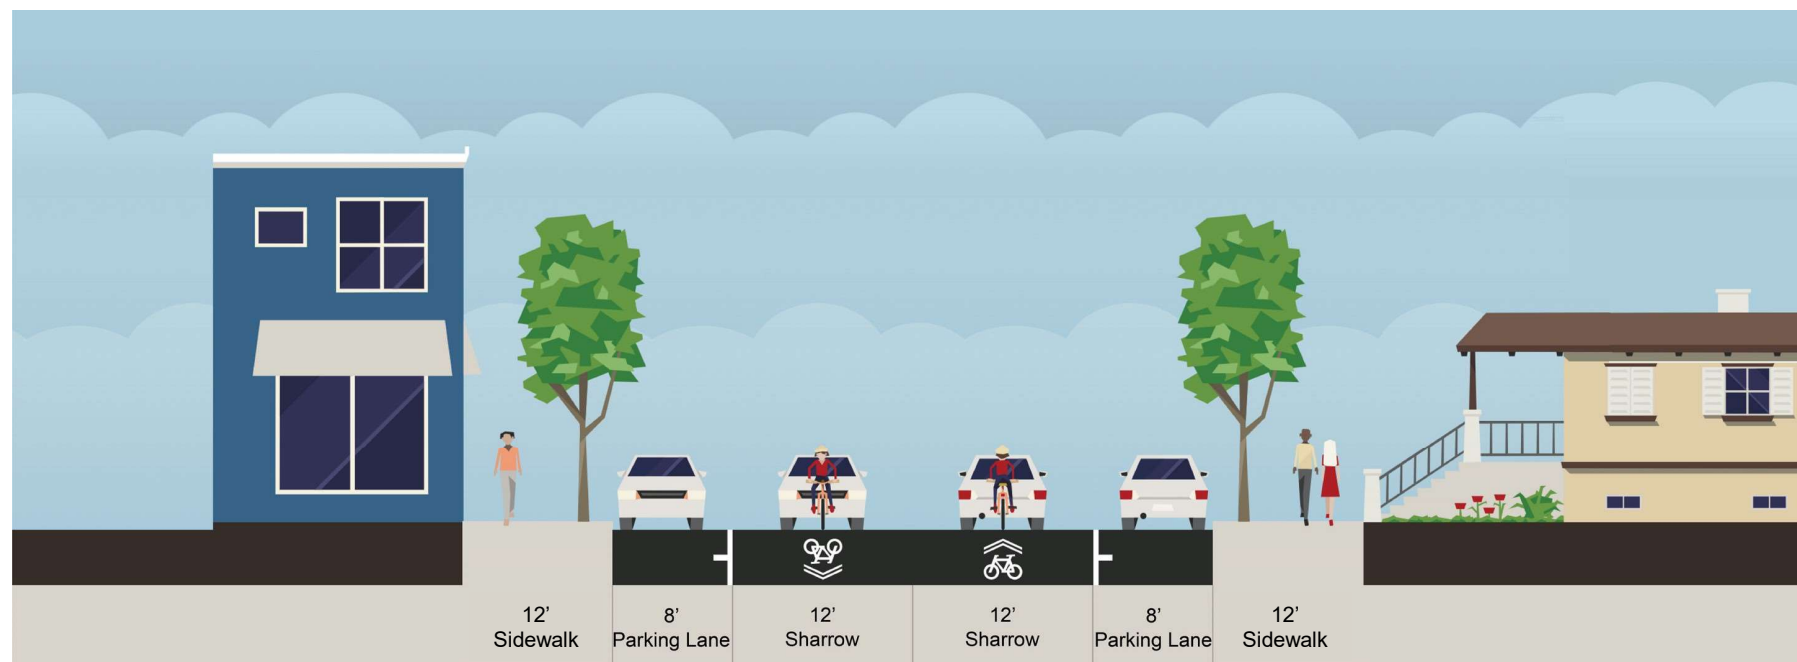 12’
Sidewalk
8’
Parking Lane
12’
Sharrow
12’
Sharrow
8’
Parking Lane
12’
Sidewalk